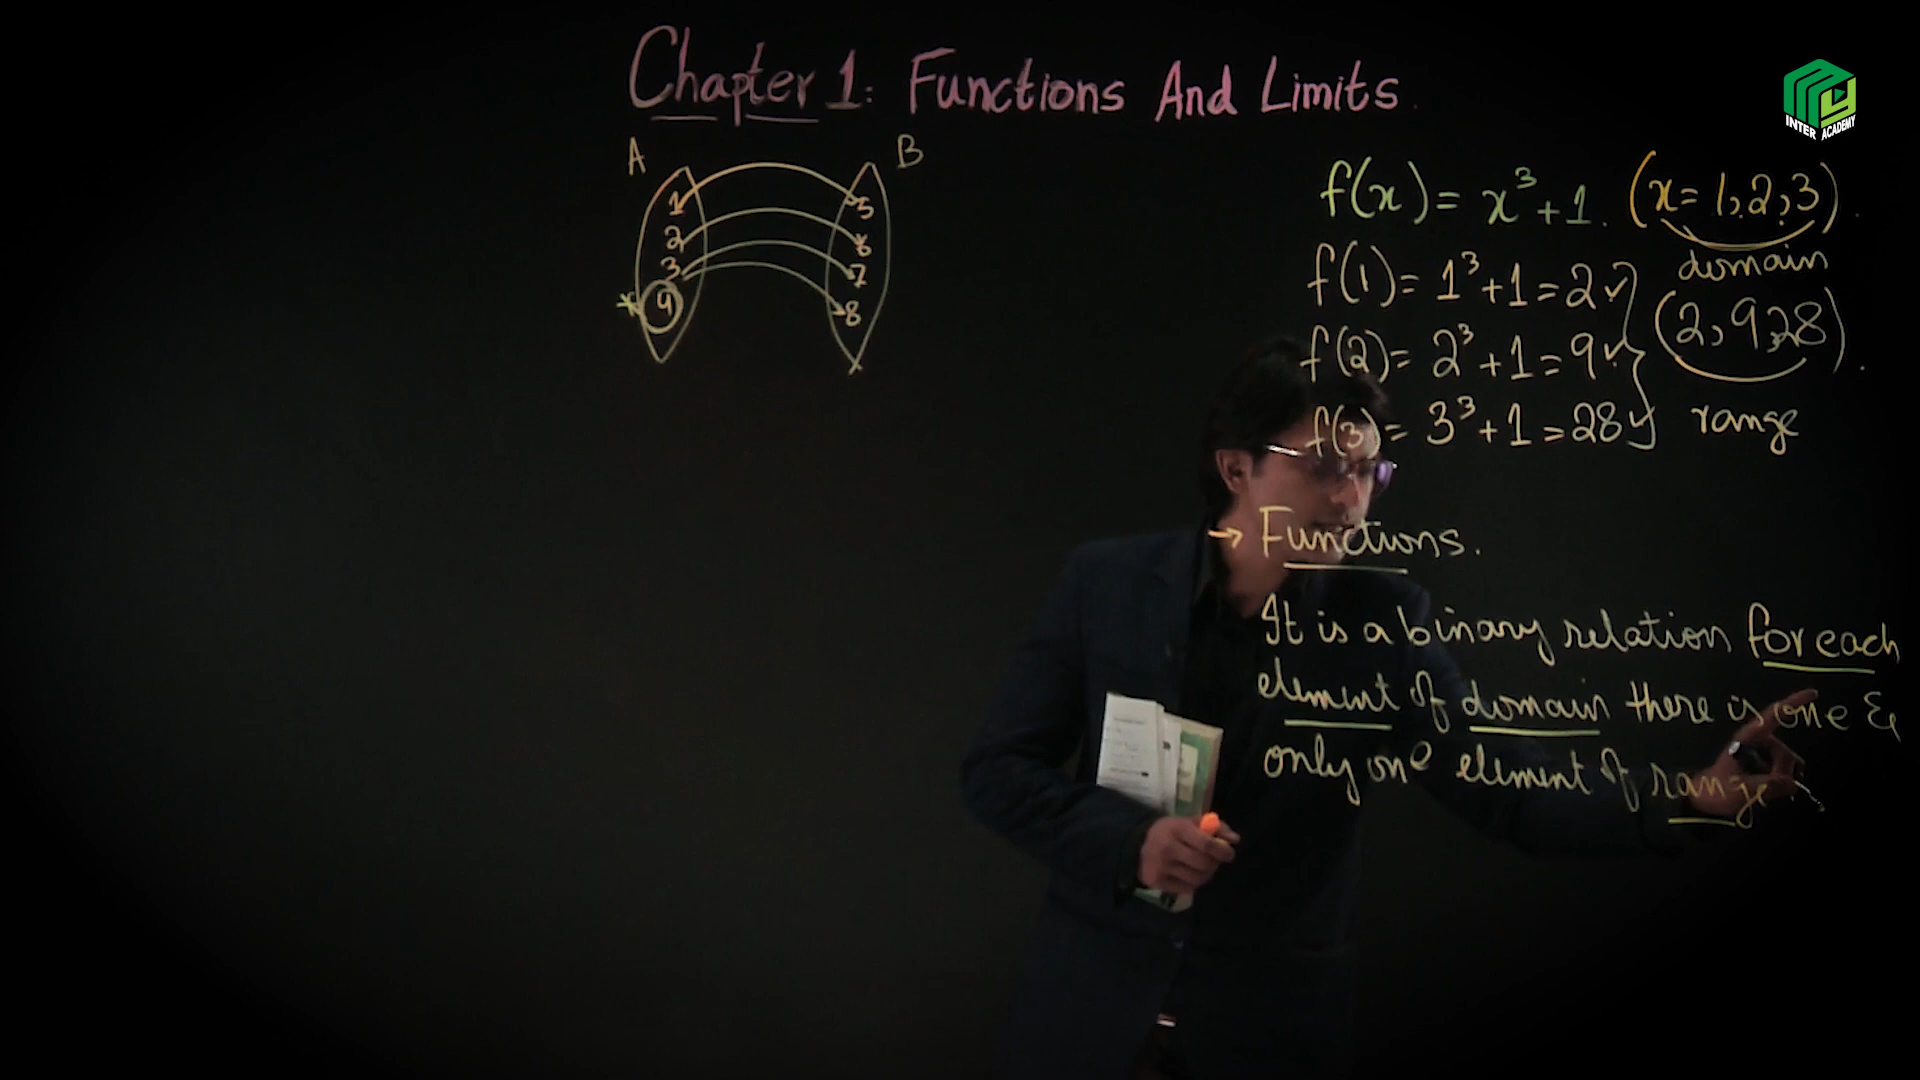 Chapter 1: Functions And Limits.
A B
1 5
2 6
3 7
4 8
f(x) = x³ + 1. (x = 1, 2, 3).
domain
f(1) = 1³ + 1 = 2 ✓
f(2) = 2³ + 1 = 9 ✓
f(3) = 3³ + 1 = 28 ✓
(2, 9, 28).
range
→ Functions.
It is a binary relation for each
element of domain there is one &
only one element of range.
MY
INTER ACADEMY